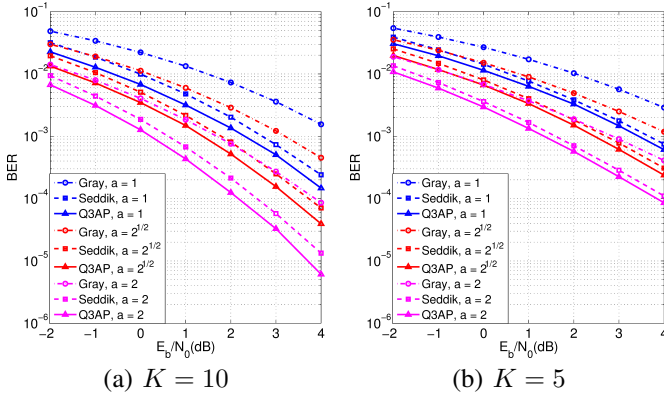 10^-1
10^-2
10^-3
10^-4
10^-5
10^-6
BER
Gray, a = 1
Seddik, a = 1
Q3AP, a = 1
Gray, a = 2^1/2
Seddik, a = 2^1/2
Q3AP, a = 2^1/2
Gray, a = 2
Seddik, a = 2
Q3AP, a = 2
−2 −1 0 1 2 3 4
E_b/N_0(dB)
(a) K = 10
10^-1
10^-2
10^-3
10^-4
10^-5
10^-6
BER
Gray, a = 1
Seddik, a = 1
Q3AP, a = 1
Gray, a = 2^1/2
Seddik, a = 2^1/2
Q3AP, a = 2^1/2
Gray, a = 2
Seddik, a = 2
Q3AP, a = 2
−2 −1 0 1 2 3 4
E_b/N_0(dB)
(b) K = 5